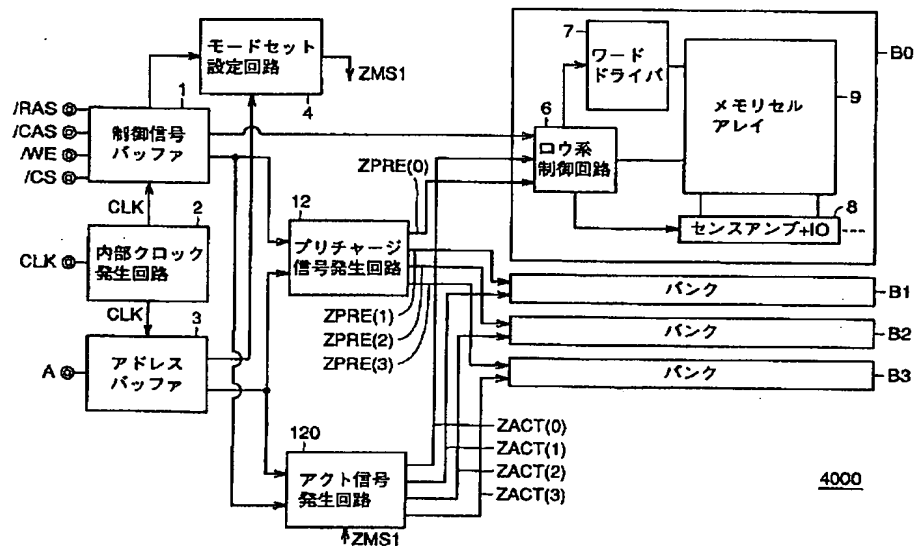 モードセット
設定回路
ZMS1
4
/RAS
/CAS
/WE
/CS
1
制御信号
バッファ
CLK
2
CLK
内部クロック
発生回路
CLK
3
A
アドレス
バッファ
12
プリチャージ
信号発生回路
ZPRE(0)
ZPRE(1)
ZPRE(2)
ZPRE(3)
120
アクト信号
発生回路
ZMS1
ZACT(0)
ZACT(1)
ZACT(2)
ZACT(3)
7
ワード
ドライバ
6
ロウ系
制御回路
メモリセル
アレイ
9
8
センスアンプ+IO
B0
バンク
B1
バンク
B2
バンク
B3
4000